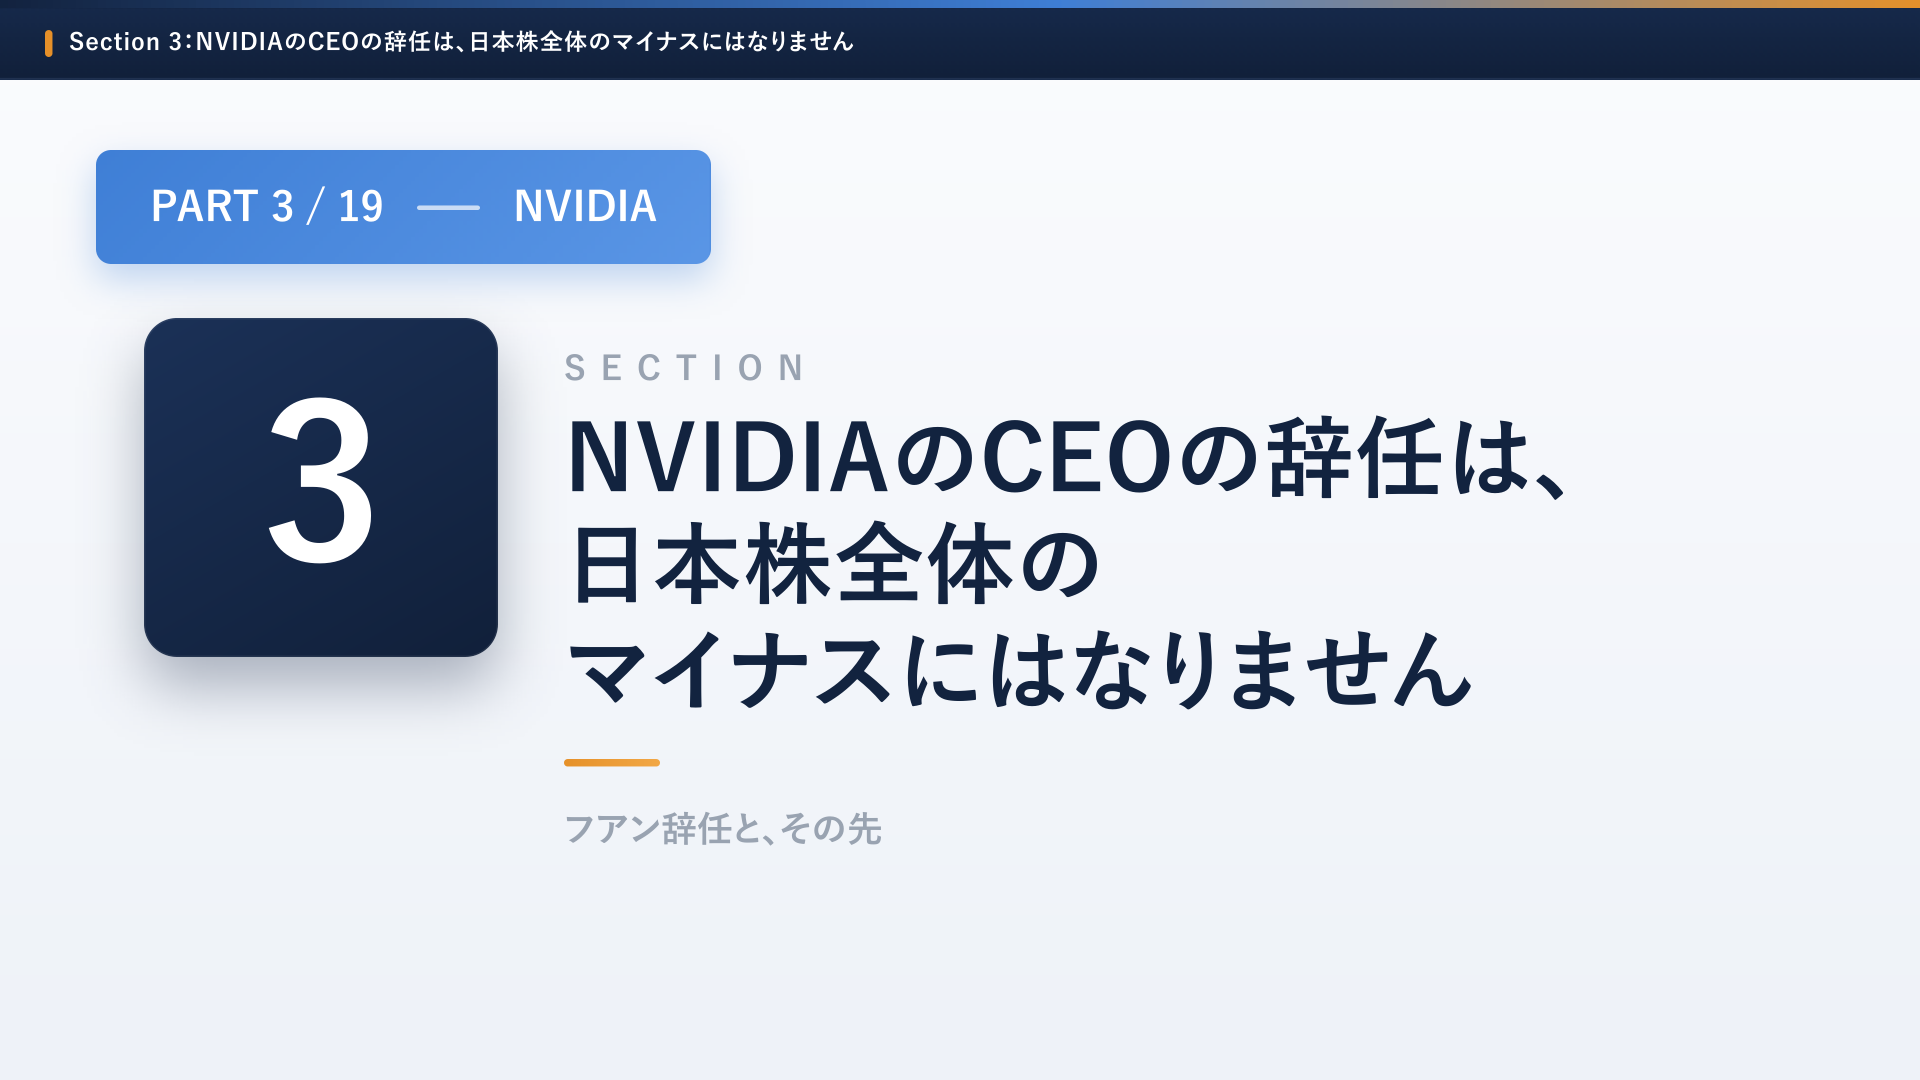 Section 3：NVIDIAのCEOの辞任は、日本株全体のマイナスにはなりません
PART 3 / 19 — NVIDIA
3
SECTION
NVIDIAのCEOの辞任は、
日本株全体の
マイナスにはなりません
フアン辞任と、その先